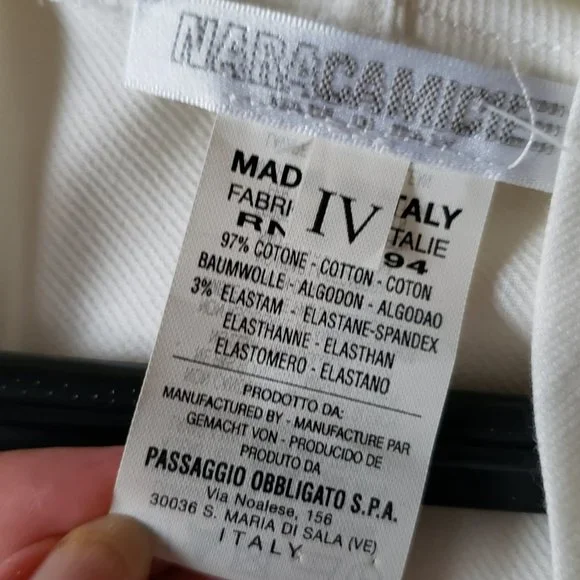 NARACAMICIE
MADE IN ITALY
IV
MAD ALY
FABRI TALIE
RN 94
97% COTONE - COTTON - COTON
BAUMWOLLE - ALGODON - ALGODAO
3% ELASTAM - ELASTANE-SPANDEX
ELASTHANNE - ELASTHAN
ELASTOMERO - ELASTANO
PRODOTTO DA:
MANUFACTURED BY - MANUFACTURE PAR
GEMACHT VON - PRODUCIDO DE
PRODUTO DA
PASSAGGIO OBBLIGATO S.P.A.
Via Noalese, 156
30036 S. MARIA DI SALA (VE)
ITALY